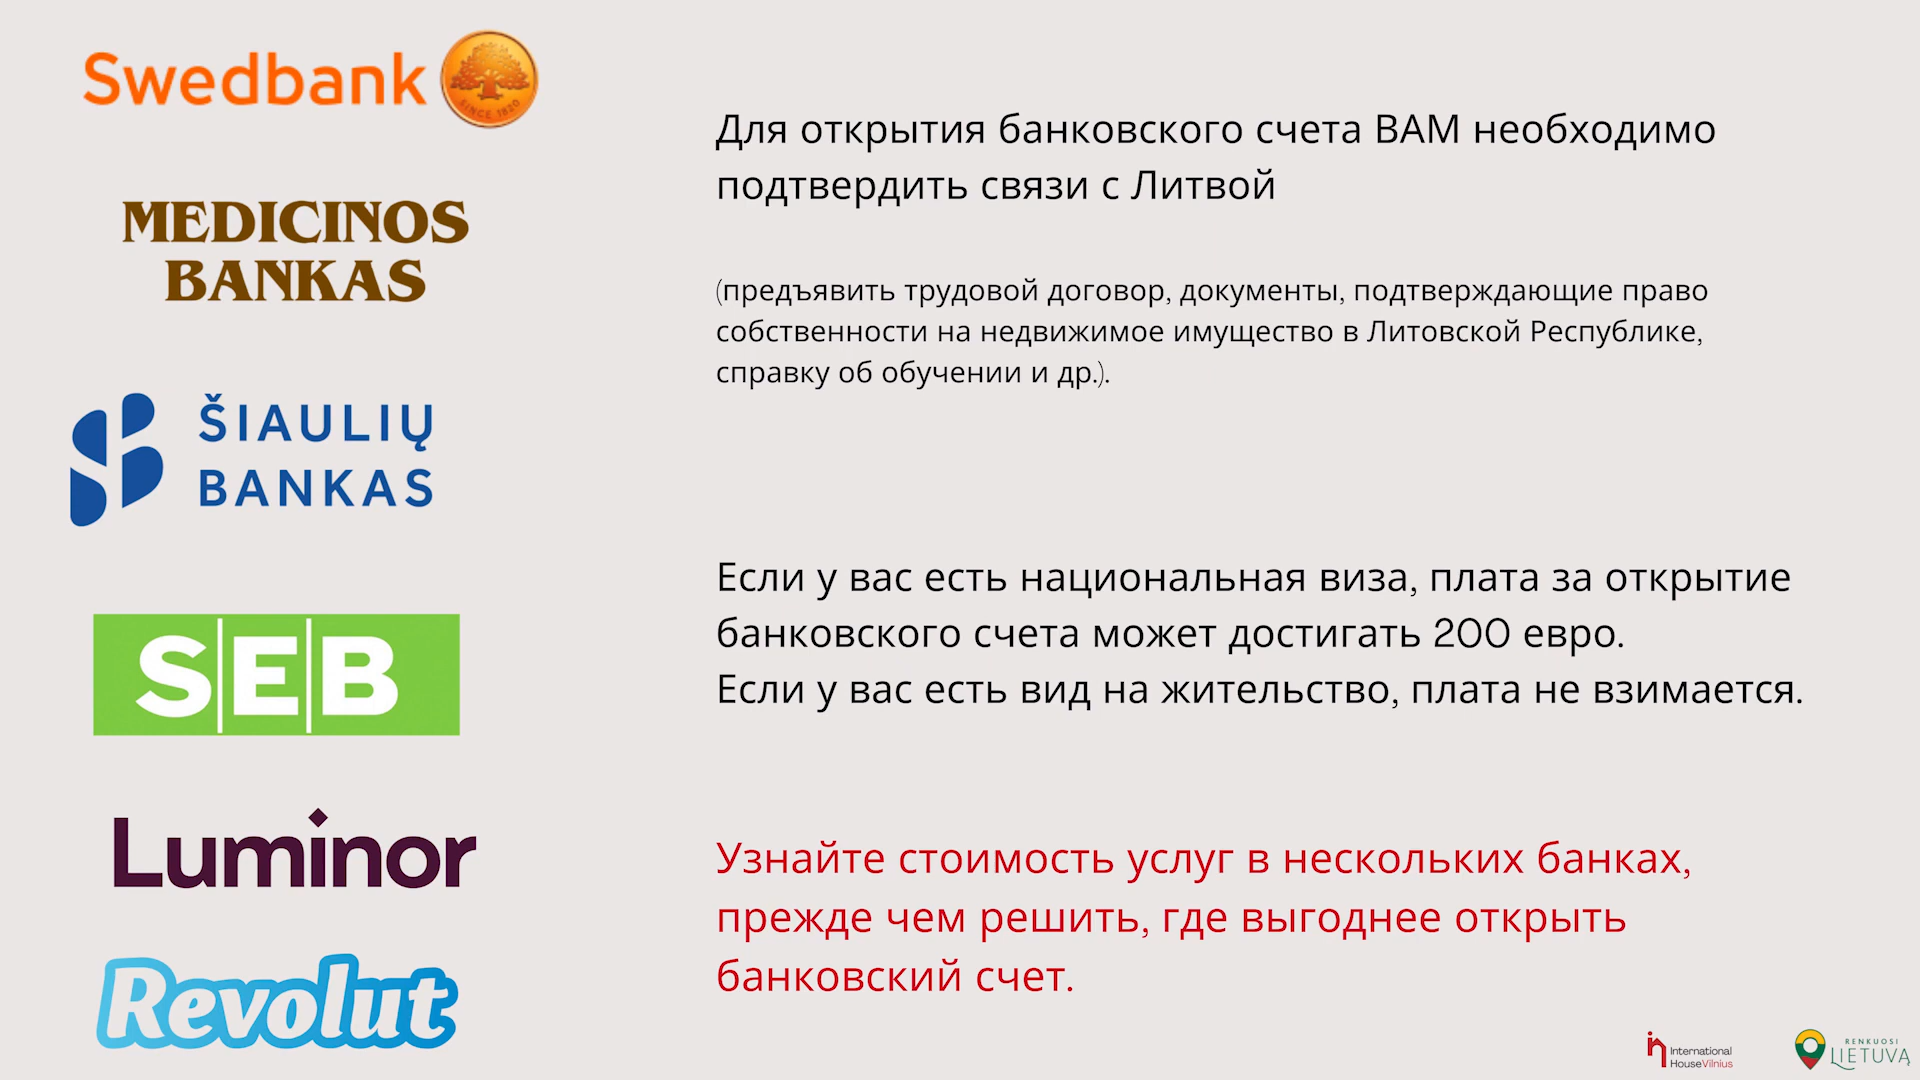 Swedbank
SINCE 1820
MEDICINOS
BANKAS
ŠIAULIŲ
BANKAS
SEB
Luminor
Revolut
Для открытия банковского счета ВАМ необходимо
подтвердить связи с Литвой
(предъявить трудовой договор, документы, подтверждающие право
собственности на недвижимое имущество в Литовской Республике,
справку об обучении и др.).
Если у вас есть национальная виза, плата за открытие
банковского счета может достигать 200 евро.
Если у вас есть вид на жительство, плата не взимается.
Узнайте стоимость услуг в нескольких банках,
прежде чем решить, где выгоднее открыть
банковский счет.
International
HouseVilnius
RENKUOSI
LIETUVĄ